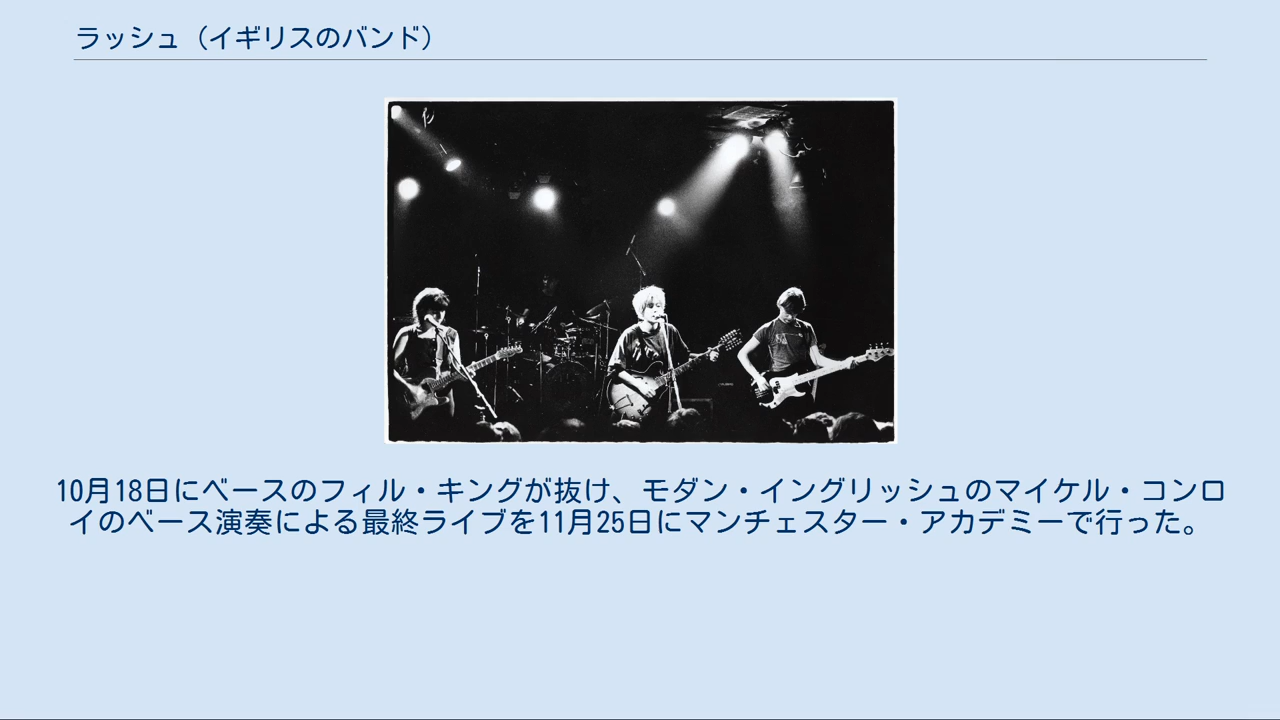 ラッシュ（イギリスのバンド）
10月18日にベースのフィル・キングが抜け、モダン・イングリッシュのマイケル・コンロ
イのベース演奏による最終ライブを11月25日にマンチェスター・アカデミーで行った。